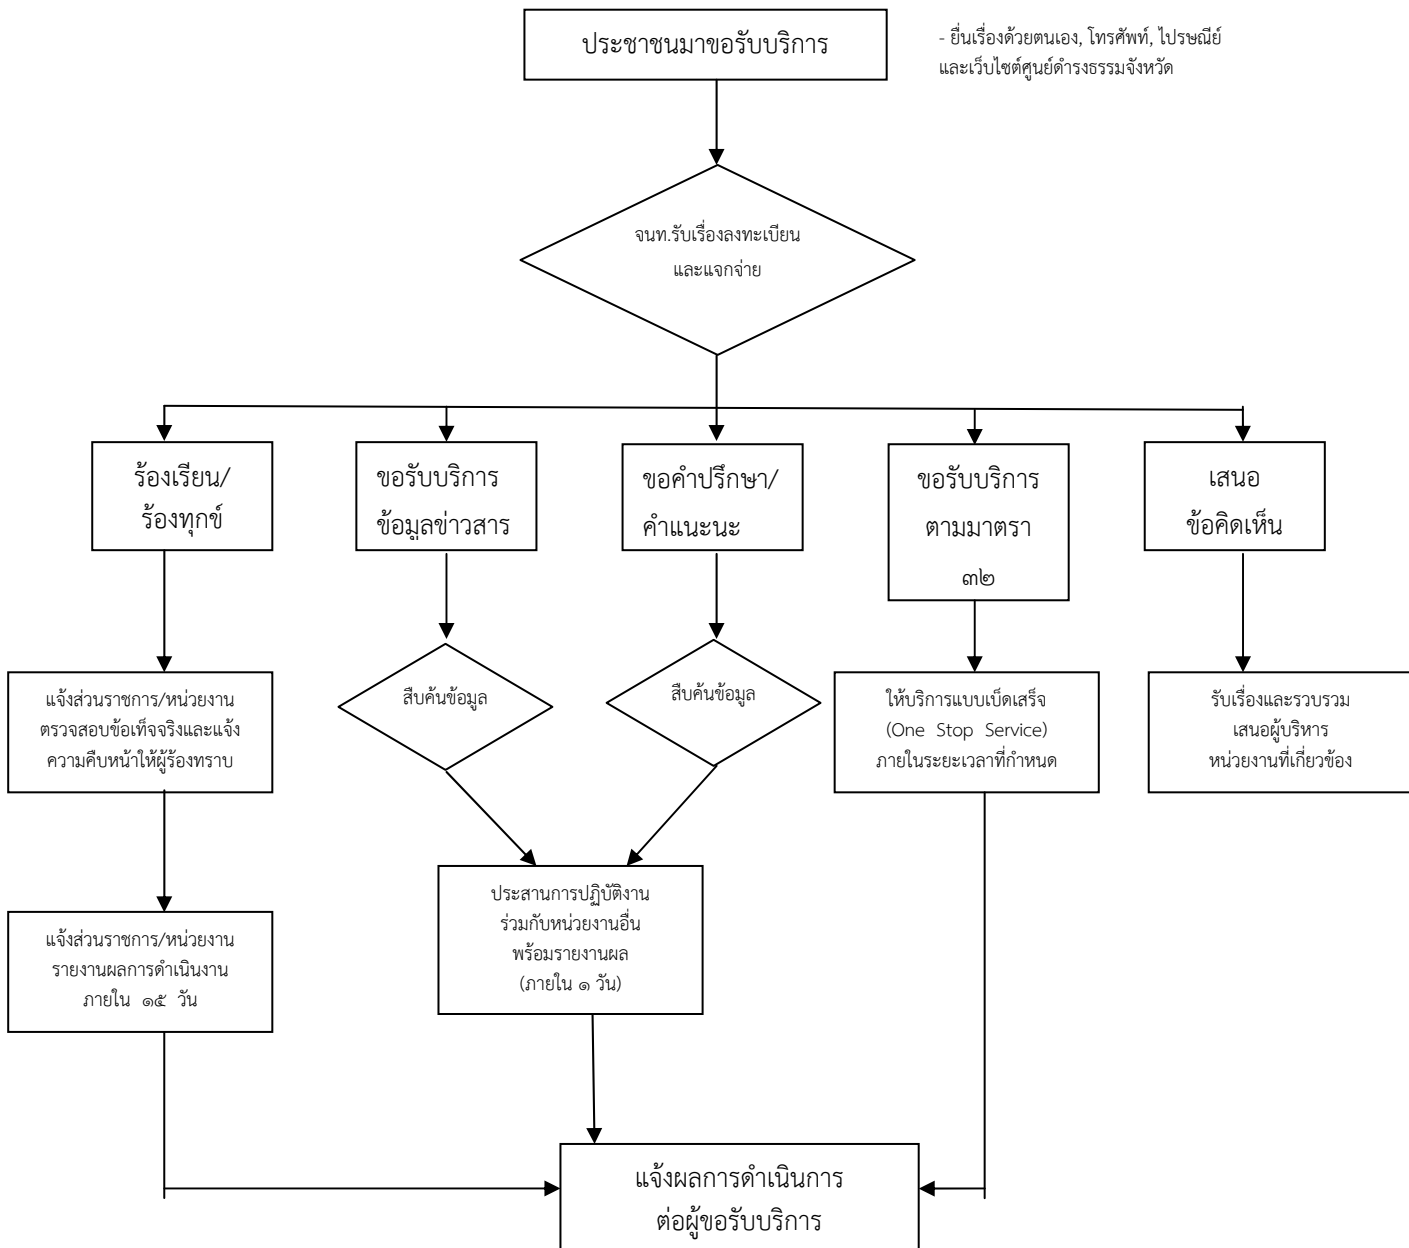 ประชาชนมาขอรับบริการ
- ยื่นเรื่องด้วยตนเอง, โทรศัพท์, ไปรษณีย์
และเว็บไซต์ศูนย์ดำรงธรรมจังหวัด
จนท.รับเรื่องลงทะเบียน
และแจกจ่าย
ร้องเรียน/
ร้องทุกข์
ขอรับบริการ
ข้อมูลข่าวสาร
ขอคำปรึกษา/
คำแนะนะ
ขอรับบริการ
ตามมาตรา
๓๒
เสนอ
ข้อคิดเห็น
แจ้งส่วนราชการ/หน่วยงาน
ตรวจสอบข้อเท็จจริงและแจ้ง
ความคืบหน้าให้ผู้ร้องทราบ
สืบค้นข้อมูล
สืบค้นข้อมูล
ให้บริการแบบเบ็ดเสร็จ
(One Stop Service)
ภายในระยะเวลาที่กำหนด
รับเรื่องและรวบรวม
เสนอผู้บริหาร
หน่วยงานที่เกี่ยวข้อง
แจ้งส่วนราชการ/หน่วยงาน
รายงานผลการดำเนินงาน
ภายใน ๑๕ วัน
ประสานการปฏิบัติงาน
ร่วมกับหน่วยงานอื่น
พร้อมรายงานผล
(ภายใน ๑ วัน)
แจ้งผลการดำเนินการ
ต่อผู้ขอรับบริการ